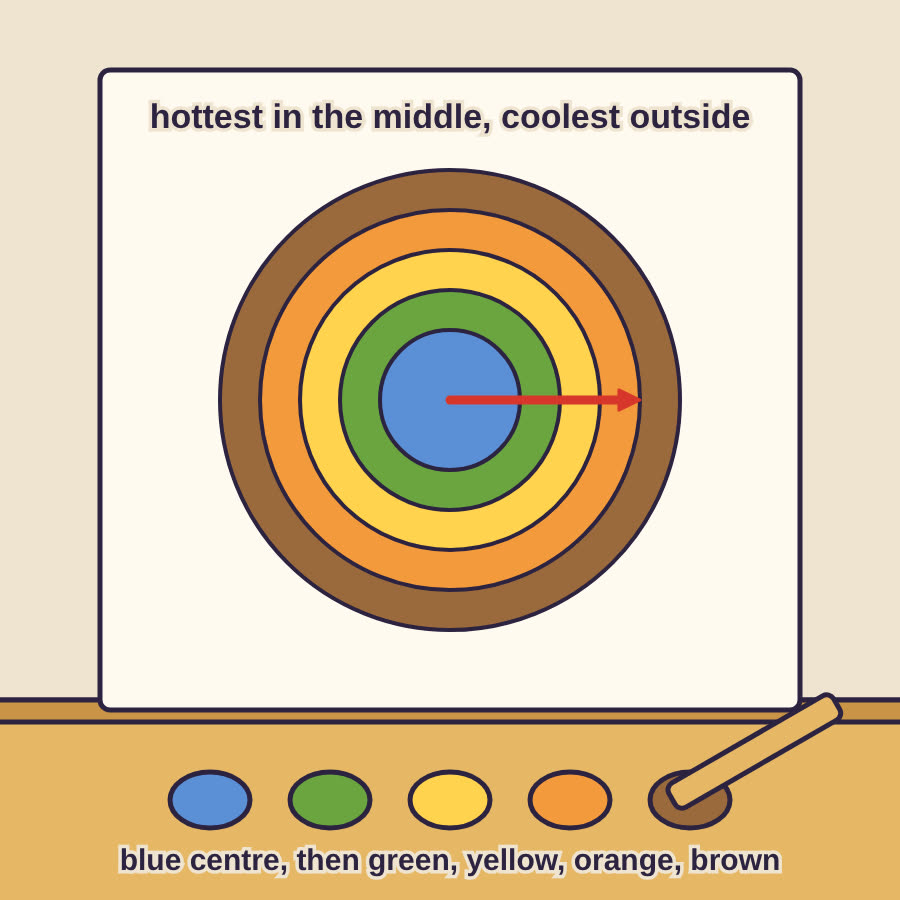 hottest in the middle, coolest outside
blue centre, then green, yellow, orange, brown